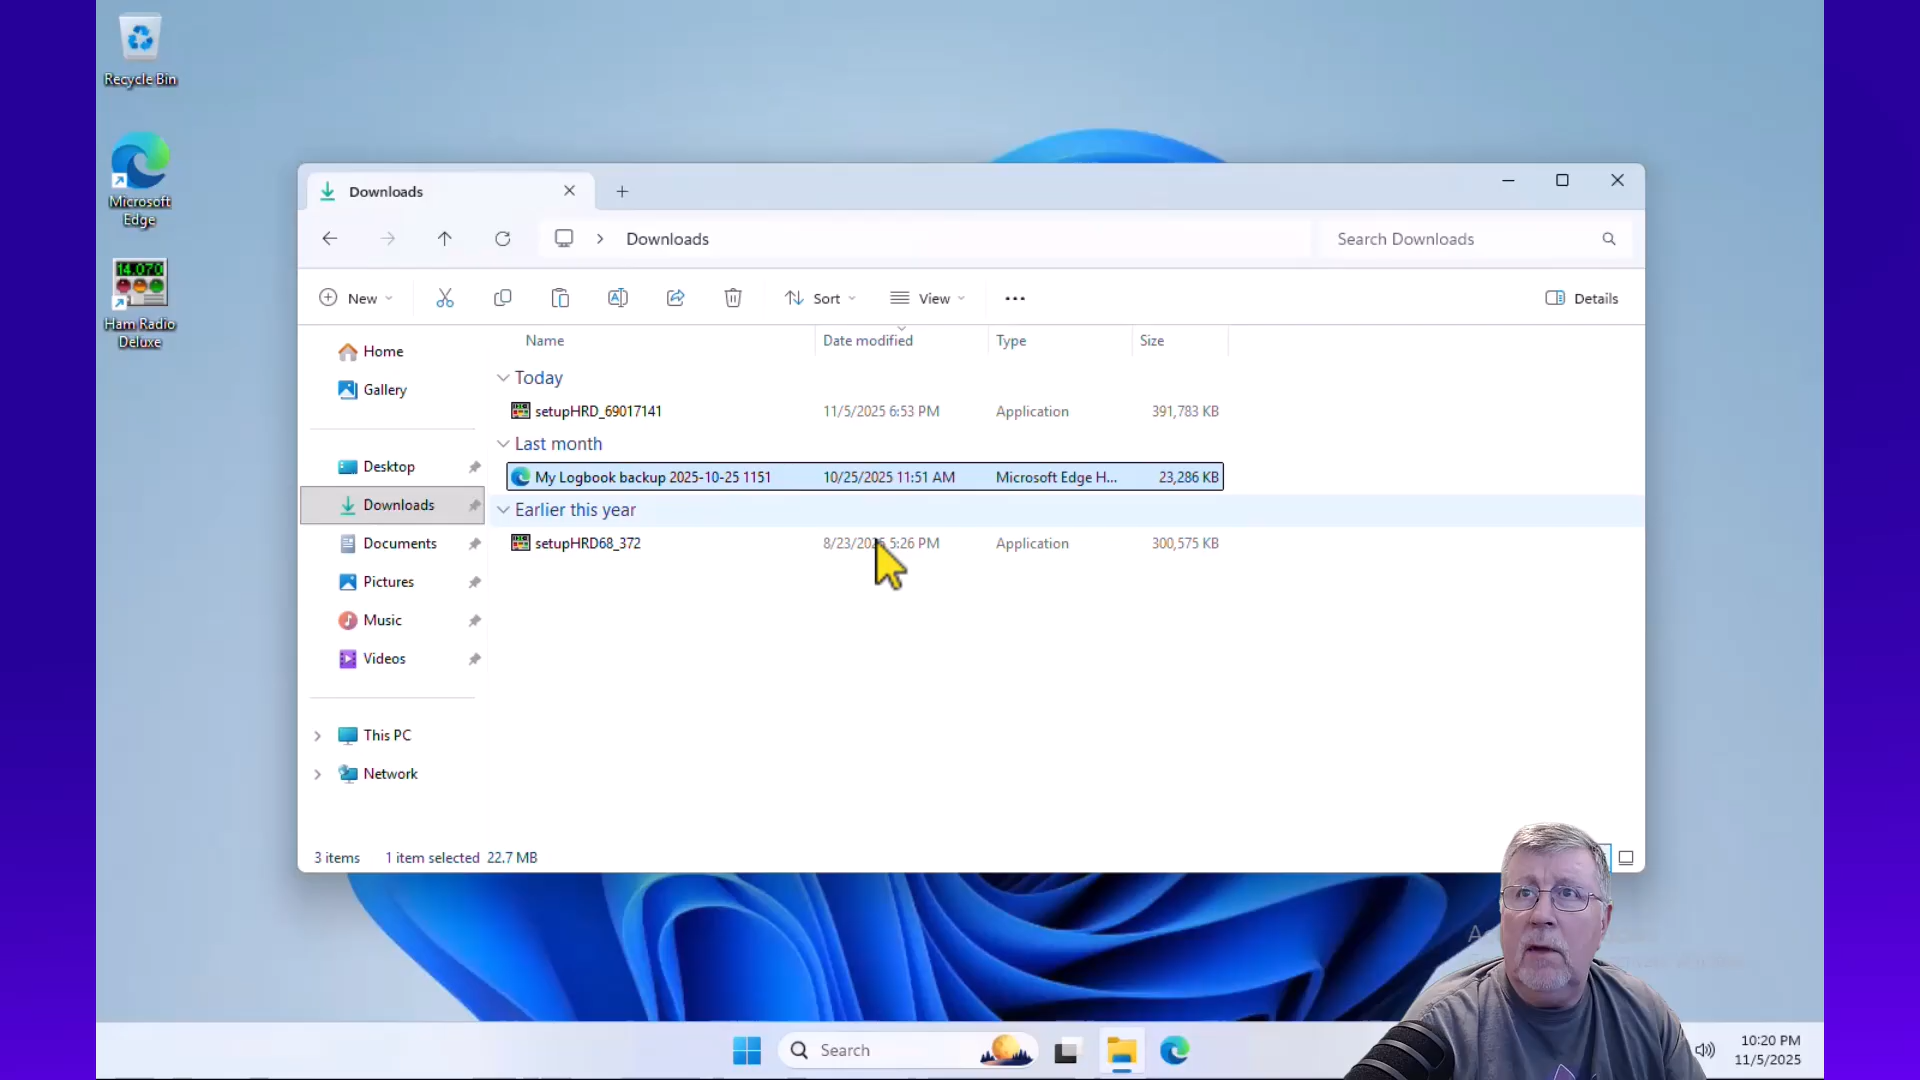 Recycle Bin
Microsoft
Edge
14.070
Ham Radio
Deluxe
Downloads
Downloads
Search Downloads
New
Sort
View
Details
Home
Gallery
Desktop
Downloads
Documents
Pictures
Music
Videos
This PC
Network
Name Date modified Type Size
Today
setupHRD_69017141 11/5/2025 6:53 PM Application 391,783 KB
Last month
My Logbook backup 2025-10-25 1151 10/25/2025 11:51 AM Microsoft Edge H... 23,286 KB
Earlier this year
setupHRD68_372 8/23/2025 5:26 PM Application 300,575 KB
3 items 1 item selected 22.7 MB
Search
10:20 PM
11/5/2025